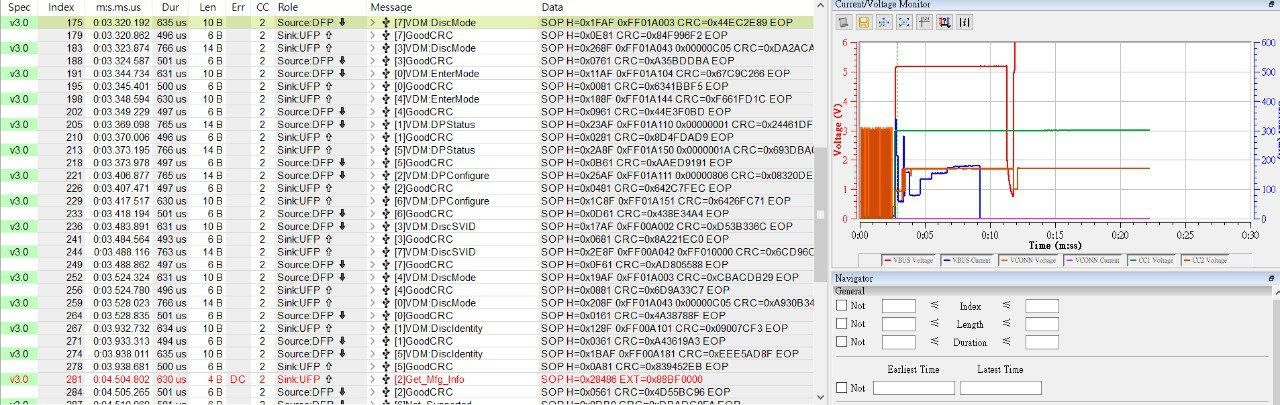 Spec Index ms.ms.us Dur Len Err CC Role Message Data
175 0:03.320.192 635 us 10 B 2 Source:DFP [7]VDM:DiscMode SOP H=0x1FAF 0xFF01A003 CRC=0x44EC2E89 EOP
179 0:03.320.865 2 Sink:UFP [7]GoodCRC SOP H=0x0E81 CRC=0x84F996F2 EOP
v3.0 183 0:03.323.874 766 us 14 B 2 Sink:UFP [3]VDM:DiscMode
188 0:03.324.587 501 us 6 B 2 Source:DFP [3]GoodCRC SOP H=0x0761 CRC=0xA35BDDBA EOP
v3.0 191 0:03.344.734 631 us 10 B 2 Source:DFP [0]VDM:EnterMode SOP H=0x11AF 0xFF01A104 CRC=0x67C9C266 EOP
195 0:03.345.401 500 us 6 B 2 Sink:UFP [0]GoodCRC SOP H=0x0081 CRC=0x6341BBF5 EOP
v3.0 198 0:03.348.594 630 us 10 B 2 Sink:UFP [4]VDM:EnterMode SOP H=0x188F 0xFF01A144 CRC=0xF661FD1C EOP
202 0:03.349.229 497 us 6 B 2 Source:DFP [4]GoodCRC SOP H=0x0961 CRC=0x44E3F0BD EOP
v3.0 205 0:03.369.098 765 us 14 B 2 Source:DFP [1]VDM:DPStatus SOP H=0x23AF 0xFF01A110 0x00000001 CRC=0x24461DF
210 0:03.370.006 496 us 6 B 2 Sink:UFP [1]GoodCRC SOP H=0x0281 CRC=0x8D4FDAD9 EOP
v3.0 213 0:03.373.195 766 us 14 B 2 Sink:UFP [5]VDM:DPStatus SOP H=0x2A8F 0xFF01A150 0x0000001A CRC=0x693DBA
218 0:03.373.919 502 us 6 B 2 Source:DFP [5]GoodCRC SOP H=0x0B61 CRC=0xAAED9191 EOP
v3.0 221 0:03.406.877 765 us 14 B 2 Source:DFP [2]VDM:DPConfigure SOP H=0x25AF 0xFF01A111 0x00000806 CRC=0x08320DE
226 0:03.407.471 497 us 6 B 2 Sink:UFP [2]GoodCRC SOP H=0x0481 CRC=0x642C7FEC EOP
v3.0 229 0:03.417.517 630 us 10 B 2 Sink:UFP [6]VDM:DPConfigure SOP H=0x1C8F 0xFF01A151 CRC=0x6426FC71 EOP
233 0:03.418.194 501 us 6 B 2 Source:DFP [6]GoodCRC SOP H=0x0D61 CRC=0x438E34A4 EOP
v3.0 236 0:03.483.891 631 us 10 B 2 Source:DFP [3]VDM:DiscSVID SOP H=0x17AF 0xFF00A002 CRC=0xD53B336C EOP
241 0:03.484.564 493 us 6 B 2 Sink:UFP [3]GoodCRC SOP H=0x0681 CRC=0x8A221EC0 EOP
v3.0 244 0:03.488.116 763 us 14 B 2 Sink:UFP [7]VDM:DiscSVID SOP H=0x2E8F 0xFF00A042 0xFF010000
249 0:03.488.862 497 us 6 B 2 Source:DFP [7]GoodCRC SOP H=0x0F61 CRC=0xAD805588 EOP
v3.0 252 0:03.524.324 631 us 10 B 2 Source:DFP [4]VDM:DiscMode SOP H=0x19AF 0xFF01A003 CRC=0xCBACDB29 EOP
256 0:03.524.780 496 us 6 B 2 Sink:UFP [4]GoodCRC SOP H=0x0881 CRC=0x6D9A33C7 EOP
v3.0 259 0:03.528.093 765 us 14 B 2 Sink:UFP [0]VDM:DiscMode SOP H=0x208F 0xFF01A043
264 0:03.528.835 501 us 6 B 2 Source:DFP [0]GoodCRC SOP H=0x0161 CRC=0x4A38788F EOP
v3.0 267 0:03.932.732 634 us 10 B 2 Sink:UFP [1]VDM:DiscIdentity SOP H=0x129F 0xFF00A101 CRC=0x09007CF3 EOP
271 0:03.933.313 494 us 6 B 2 Source:DFP [1]GoodCRC SOP H=0x0361 CRC=0xA43619A3 EOP
v3.0 274 0:03.938.011 635 us 10 B 2 Source:DFP [5]VDM:DiscIdentity SOP H=0x1BAF 0xFF00A181 CRC=0xEEE5AD8F EOP
278 0:03.938.671 495 us 6 B 2 Sink:UFP [5]GoodCRC SOP H=0x0A81 CRC=0x839452EB EOP
v3.0 281 0:04.504.802 630 us 4 B DC 2 Sink:UFP [2]Get_Mfg_Info SOP H=0x28486 EXT=0x88BF0000
284 0:04.505.265 501 us 6 B 2 Source:DFP [2]GoodCRC SOP H=0x0561 CRC=0x4D55BC96 EOP
Current/Voltage Monitor
6
5
4
3
2
1
0
Voltage (V)
600
500
400
300
200
100
0
0:00 0:05 0:10 0:15 0:20 0:25 0:30
Time (m:ss)
VBUS Voltage VBUS Current VCONN Voltage VCONN Current CC1 Voltage CC2 Voltage
Navigator
General
Not ≤ Index ≤
Not ≤ Length ≤
Not ≤ Duration ≤
Earliest Time Latest Time
Not